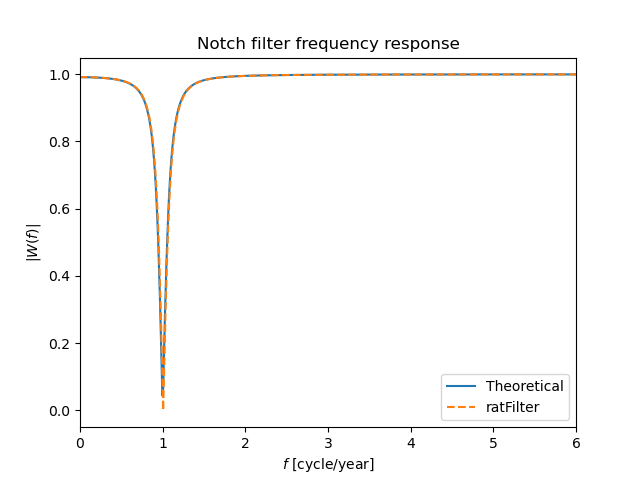 Notch filter frequency response
|W(f)|
1.0
0.8
0.6
0.4
0.2
0.0
0 1 2 3 4 5 6
f [cycle/year]
Theoretical
ratFilter